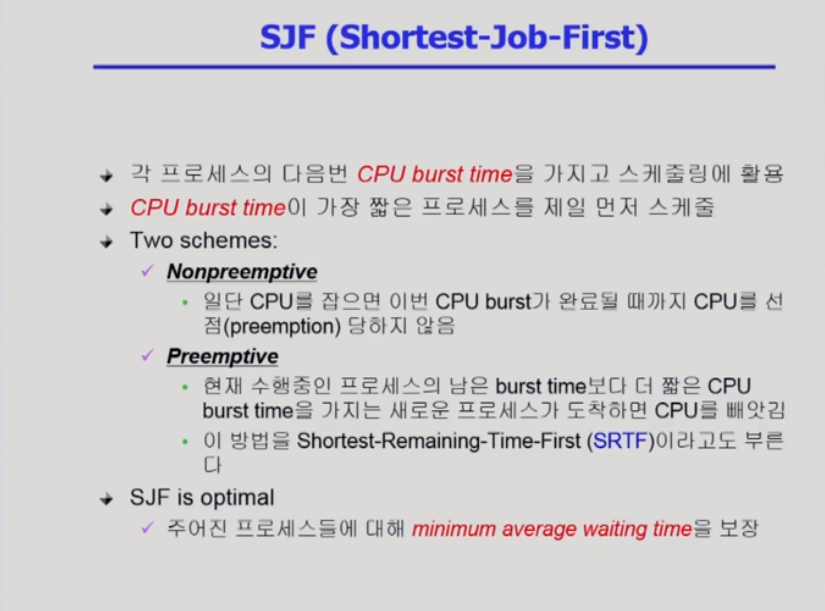 SJF (Shortest-Job-First)
각 프로세스의 다음번 CPU burst time을 가지고 스케줄링에 활용
CPU burst time이 가장 짧은 프로세스를 제일 먼저 스케줄
Two schemes:
Nonpreemptive
일단 CPU를 잡으면 이번 CPU burst가 완료될 때까지 CPU를 선
점(preemption) 당하지 않음
Preemptive
현재 수행중인 프로세스의 남은 burst time보다 더 짧은 CPU
burst time을 가지는 새로운 프로세스가 도착하면 CPU를 빼앗김
이 방법을 Shortest-Remaining-Time-First (SRTF)이라고도 부른
다
SJF is optimal
주어진 프로세스들에 대해 minimum average waiting time을 보장